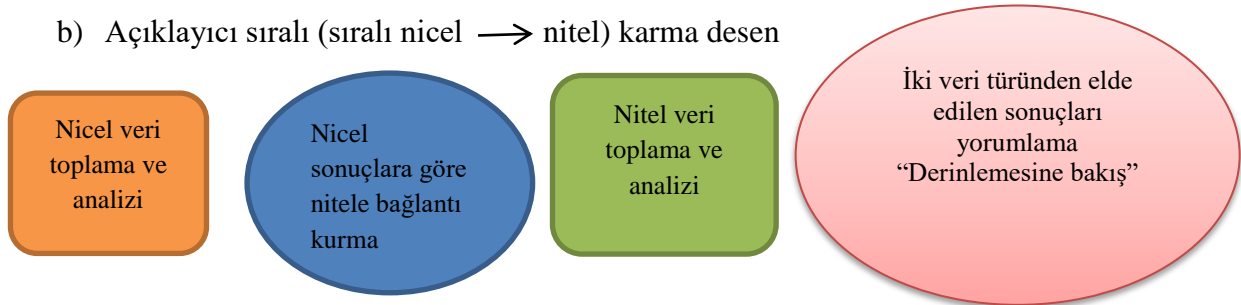 b) Açıklayıcı sıralı (sıralı nicel → nitel) karma desen
Nicel veri
toplama ve
analizi
Nicel
sonuçlara göre
nitele bağlantı
kurma
Nitel veri
toplama ve
analizi
İki veri türünden elde
edilen sonuçları
yorumlama
“Derinlemesine bakış”